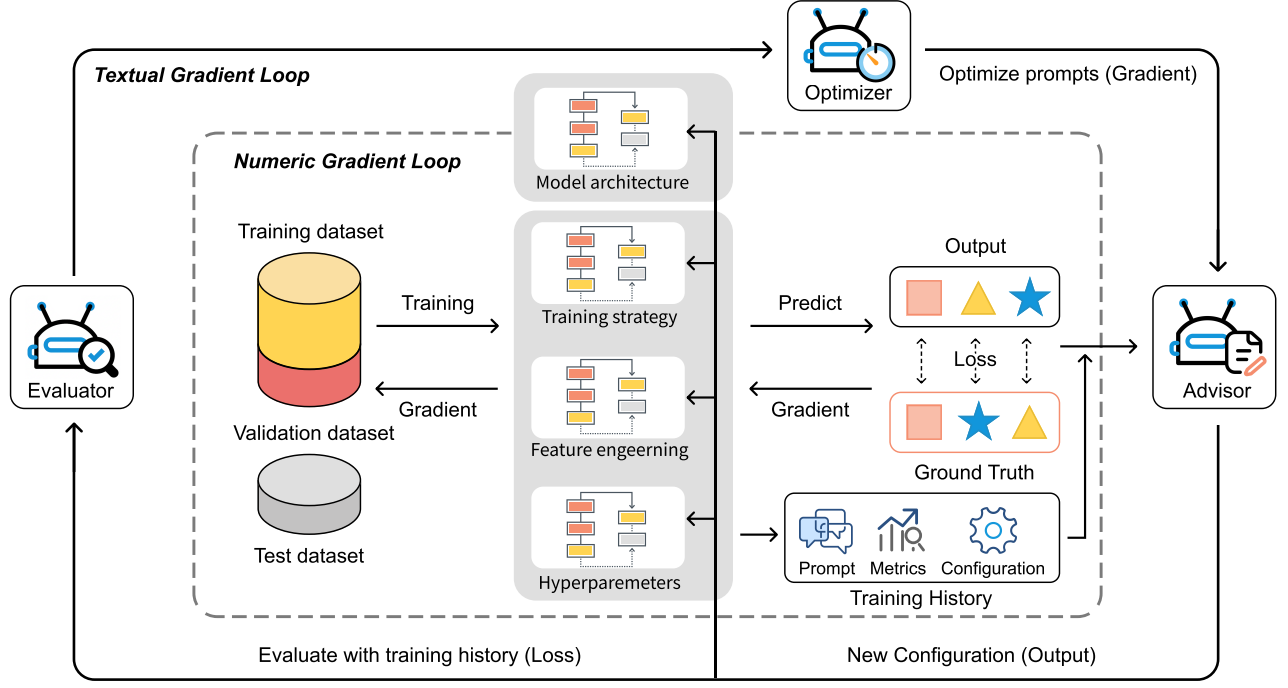 Textual Gradient Loop
Optimizer
Optimize prompts (Gradient)
Numeric Gradient Loop
Model architecture
Training dataset
Training
Gradient
Validation dataset
Test dataset
Training strategy
Feature engeerning
Hyperparemeters
Predict
Gradient
Output
Loss
Ground Truth
Prompt
Metrics
Configuration
Training History
Evaluator
Advisor
Evaluate with training history (Loss)
New Configuration (Output)